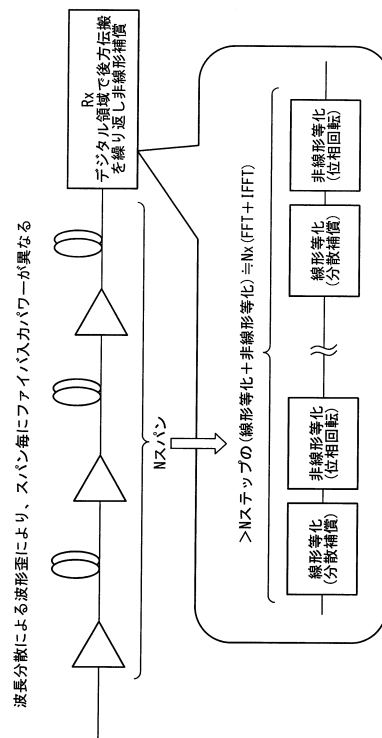 波長分散による波形歪により、スパン毎にファイバ入力パワーが異なる
Rx
デジタル領域で後方伝搬
を繰り返し非線形補償
Nスパン
>Nステップの(線形等化+非線形等化)≒Nx(FFT+IFFT)
線形等化
(分散補償)
非線形等化
(位相回転)
線形等化
(分散補償)
非線形等化
(位相回転)